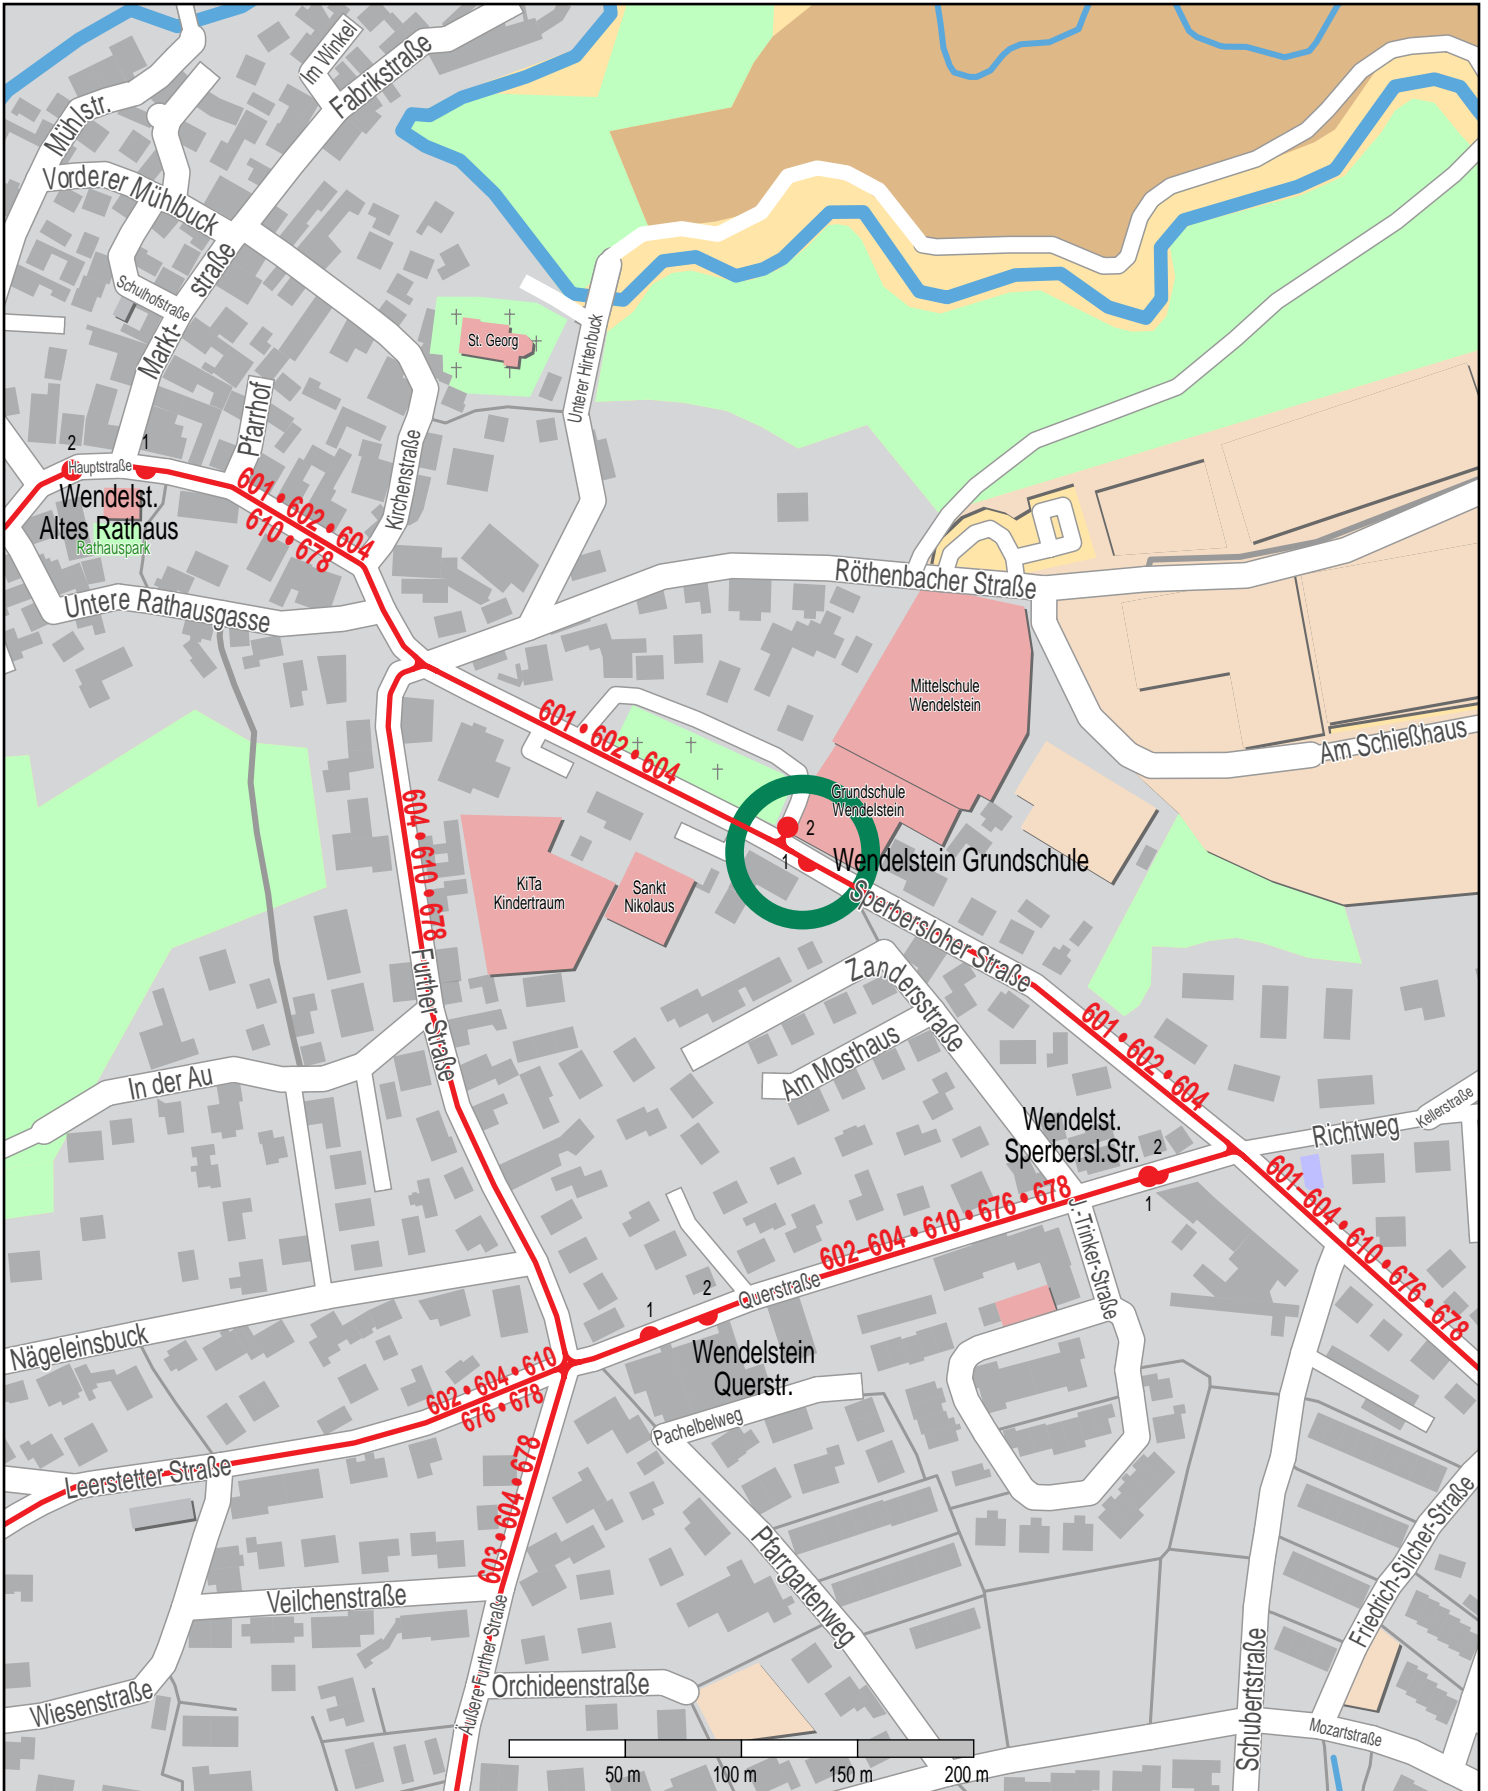 Im Winkel
Fabrikstraße
Mühlstr.
Vorderer Mühlbuck
Schulhofstraße
Markt-
straße
St. Georg
Unterer Hirtenbuck
Pfarrhof
Kirchenstraße
2
1
Hauptstraße
Wendelst.
Altes Rathaus
Rathauspark
601 • 602 • 604
610 • 678
Untere Rathausgasse
Röthenbacher Straße
Mittelschule
Wendelstein
Am Schießhaus
601 • 602 • 604
Grundschule
Wendelstein
2
1
Wendelstein Grundschule
604 • 610 • 678
KiTa
Kindertraum
Sankt
Nikolaus
Sperbersloher Straße
Further Straße
Zandersstraße
Am Mosthaus
In der Au
601 • 602 • 604
Wendelst.
Sperbersl.Str.
2
1
Richtweg
Kellerstraße
601–604 • 610 • 676 • 678
602–604 • 610 • 676 • 678
J.-Trinker-Straße
Querstraße
1
2
Wendelstein
Querstr.
Nägeleinsbuck
602 • 604 • 610
676 • 678
Pachelbelweg
Leerstetter Straße
603 • 604 • 678
Pfarrgartenweg
Friedrich-Silcher-Straße
Veilchenstraße
Äußere Further Straße
Orchideenstraße
Wiesenstraße
Schubertstraße
Mozartstraße
50 m
100 m
150 m
200 m